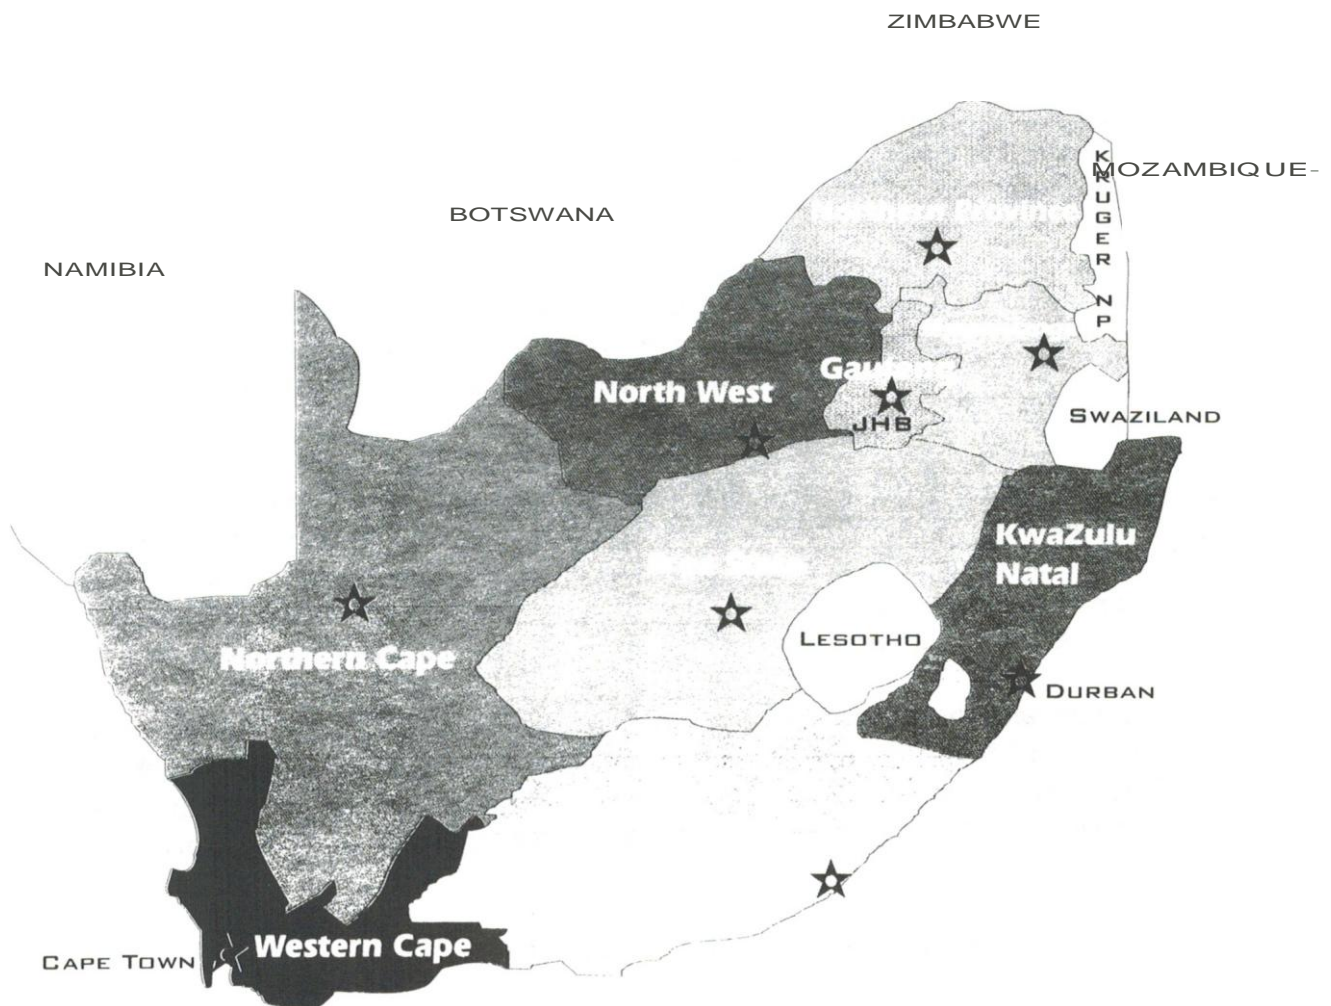 ZIMBABWE
MOZAMBIQUE-
KRUGER NP
BOTSWANA
NAMIBIA
North West
JHB
SWAZILAND
KwaZulu
Natal
LESOTHO
Northern Cape
DURBAN
Western Cape
CAPE TOWN